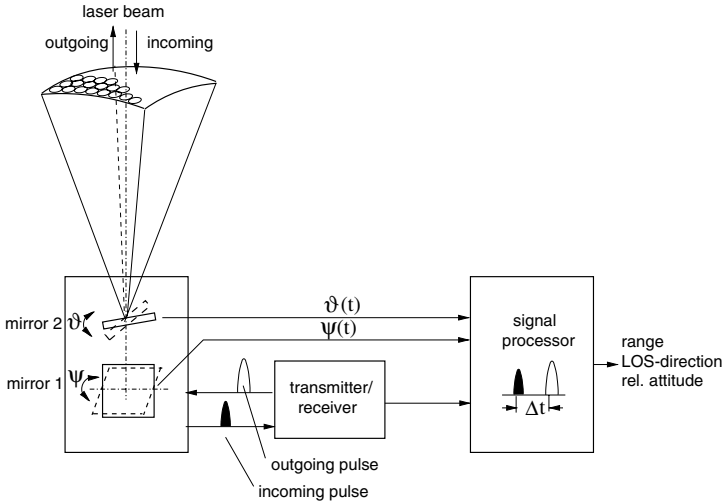 laser beam
outgoing
incoming
mirror 2
ϑ
mirror 1
ψ
ϑ(t)
ψ(t)
transmitter/
receiver
signal
processor
Δt
range
LOS-direction
rel. attitude
outgoing pulse
incoming pulse